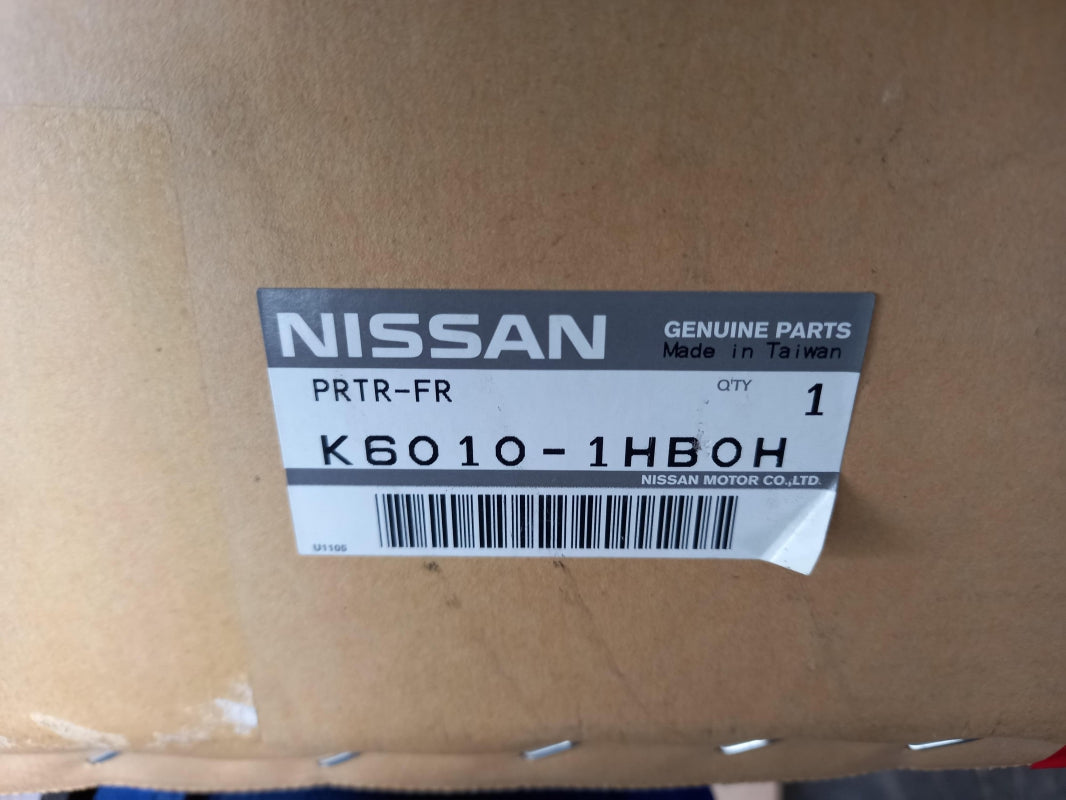 NISSAN
GENUINE PARTS
Made in Taiwan
PRTR-FR
Q'TY 1
K6010-1HB0H
NISSAN MOTOR CO.,LTD.
U1105